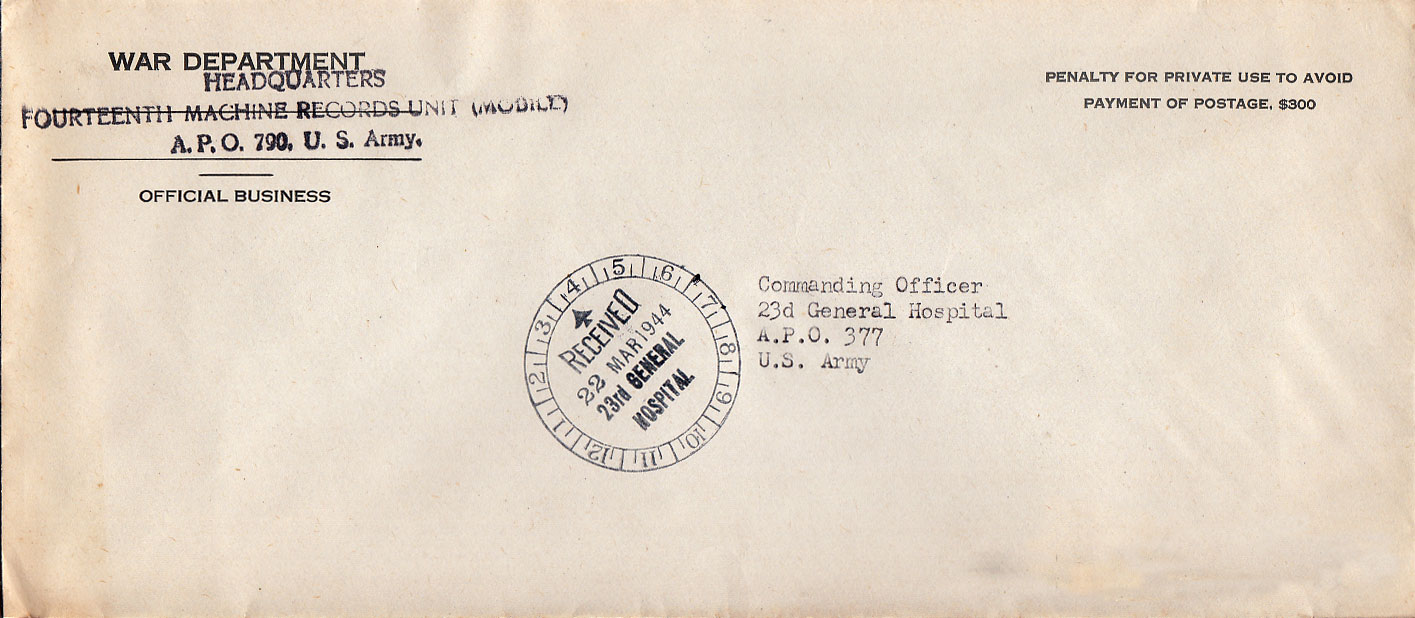 WAR DEPARTMENT
HEADQUARTERS
FOURTEENTH MACHINE RECORDS UNIT (MOBILE)
A.P.O. 790, U. S. Army.
OFFICIAL BUSINESS
PENALTY FOR PRIVATE USE TO AVOID
PAYMENT OF POSTAGE, $300
1 2 3 4 5 6 7 8 9 10 11 12
RECEIVED
22 MAR 1944
23rd GENERAL
HOSPITAL
Commanding Officer
23d General Hospital
A.P.O. 377
U.S. Army